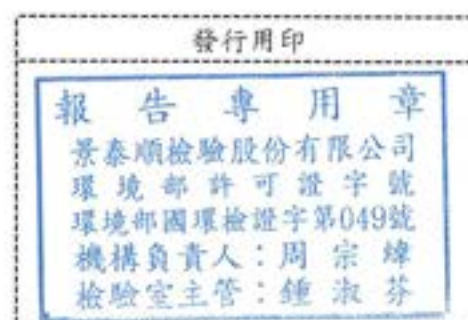 發行用印
報告專用章
景泰順檢驗股份有限公司
環境部許可證字號
環境部國環檢證字第049號
機構負責人：周宗緯
檢驗室主管：鍾淑芬